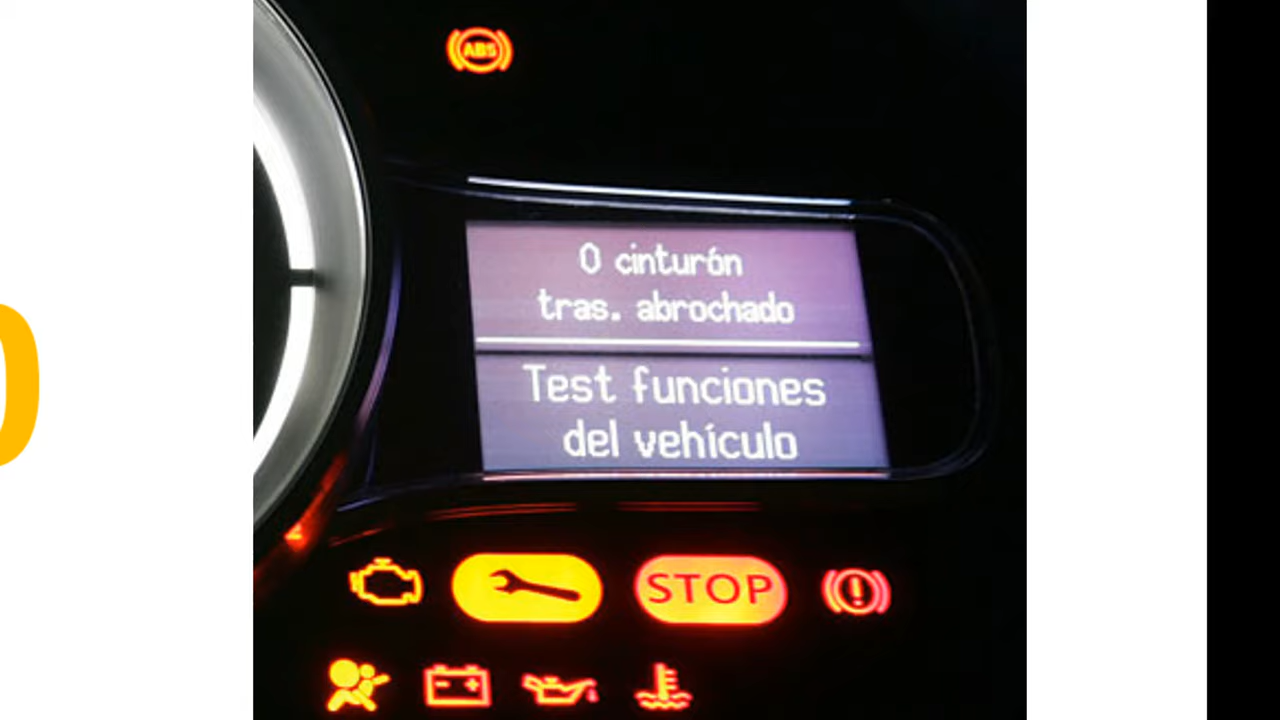 ABS
0 cinturón
tras. abrochado
Test funciones
del vehículo
STOP